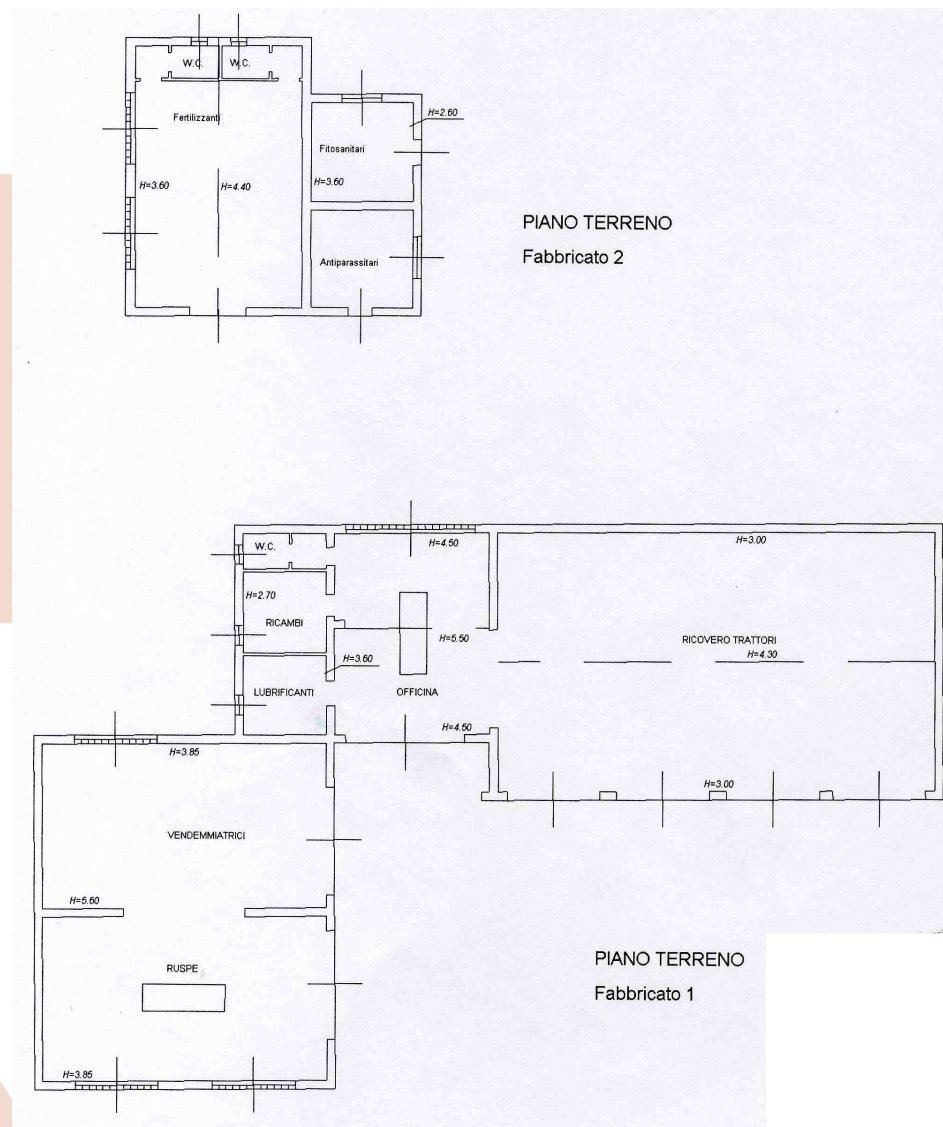 W.C.
W.C.
Fertilizzanti
H=2.60
Fitosanitari
H=3.60
H=4.40
H=3.60
PIANO TERRENO
Fabbricato 2
Antiparassitari
H=4.50
H=3.00
W.C.
H=2.70
RICAMBI
H=5.50
RICOVERO TRATTORI
H=4.30
H=3.60
LUBRIFICANTI
OFFICINA
H=4.50
H=3.85
H=3.00
VENDEMMIATRICI
H=5.60
RUSPE
PIANO TERRENO
Fabbricato 1
H=3.85